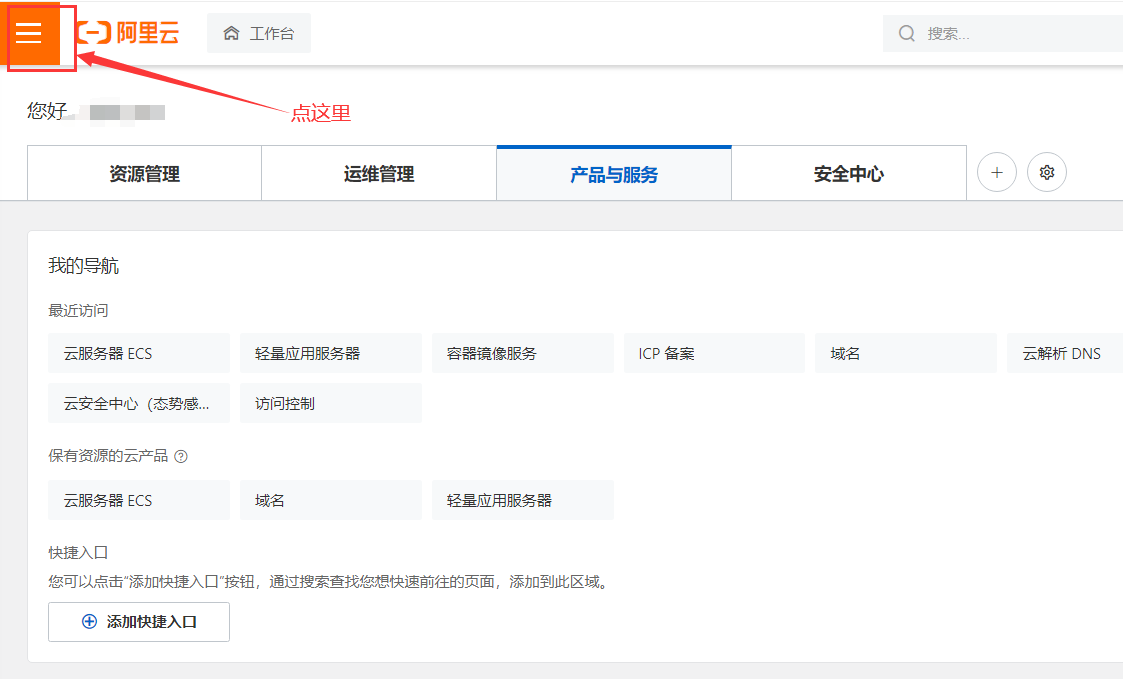 阿里云
工作台
搜索...
您好
点这里
资源管理
运维管理
产品与服务
安全中心
我的导航
最近访问
云服务器 ECS
轻量应用服务器
容器镜像服务
ICP 备案
域名
云解析 DNS
云安全中心（态势感...
访问控制
保有资源的云产品
云服务器 ECS
域名
轻量应用服务器
快捷入口
您可以点击“添加快捷入口”按钮，通过搜索查找您想快速前往的页面，添加到此区域。
添加快捷入口